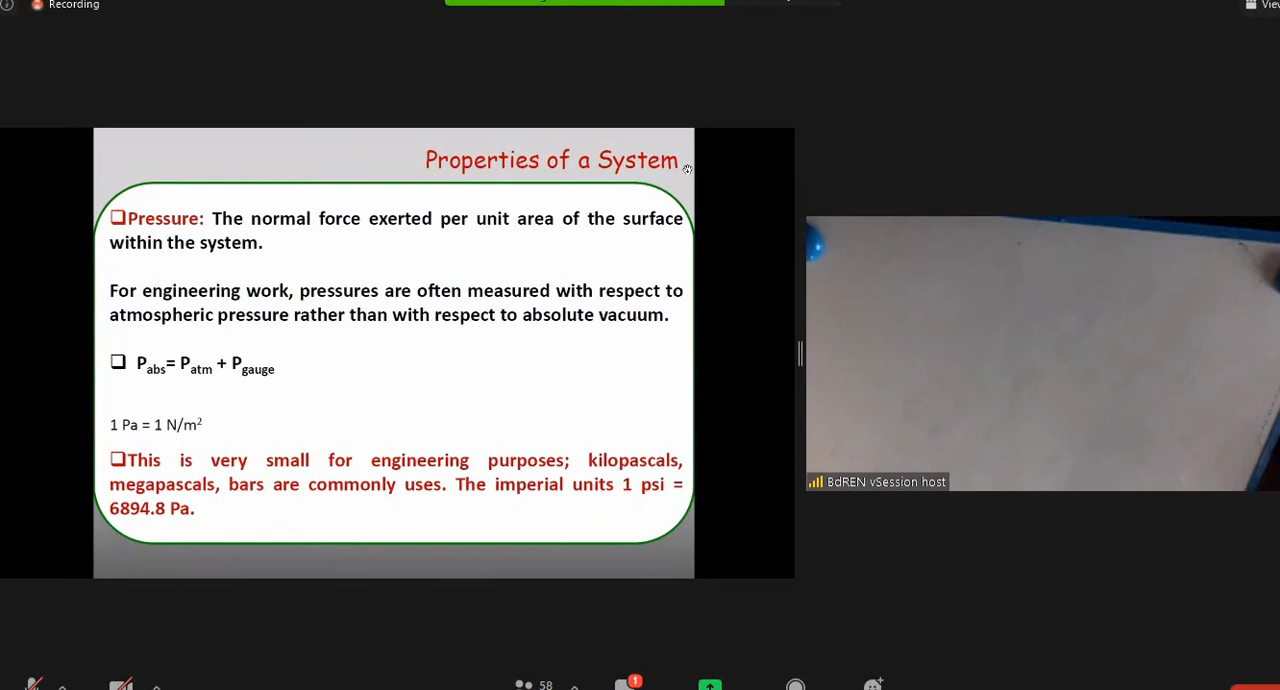 Recording
Properties of a System
❑Pressure: The normal force exerted per unit area of the surface
within the system.
For engineering work, pressures are often measured with respect to
atmospheric pressure rather than with respect to absolute vacuum.
❑ Pabs= Patm + Pgauge
1 Pa = 1 N/m²
❑This is very small for engineering purposes; kilopascals,
megapascals, bars are commonly uses. The imperial units 1 psi =
6894.8 Pa.
BdREN vSession host
58
1